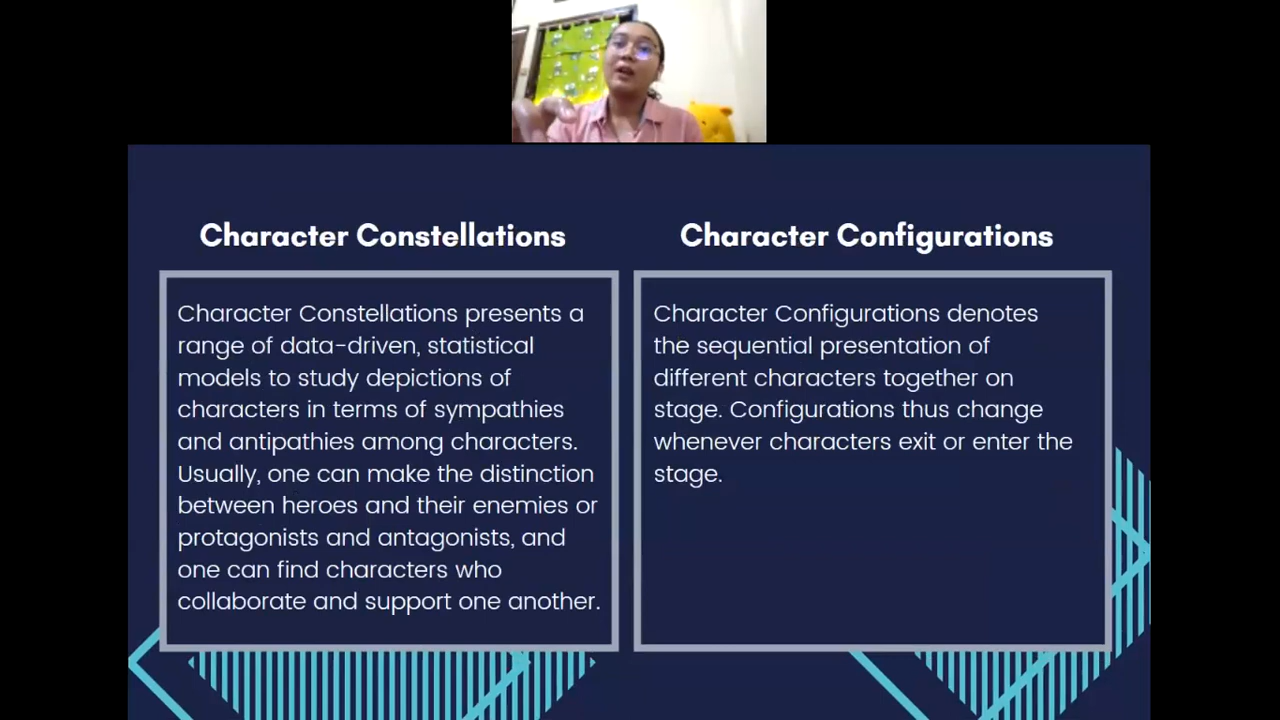 Character Constellations
Character Constellations presents a
range of data-driven, statistical
models to study depictions of
characters in terms of sympathies
and antipathies among characters.
Usually, one can make the distinction
between heroes and their enemies or
protagonists and antagonists, and
one can find characters who
collaborate and support one another.
Character Configurations
Character Configurations denotes
the sequential presentation of
different characters together on
stage. Configurations thus change
whenever characters exit or enter the
stage.